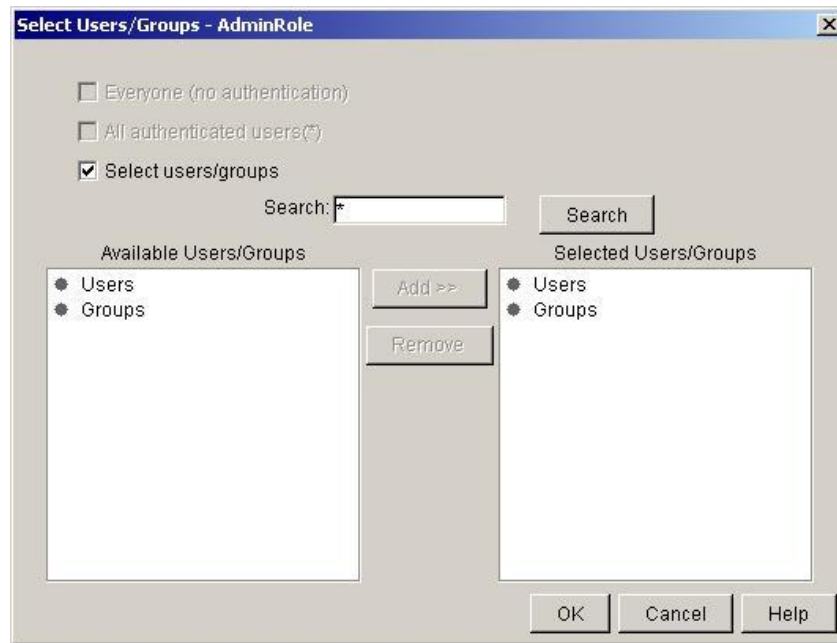 Select Users/Groups - AdminRole
Everyone (no authentication)
All authenticated users(*)
Select users/groups
Search: * Search
Available Users/Groups Selected Users/Groups
Users Add >> Users
Groups Groups
Remove
OK Cancel Help